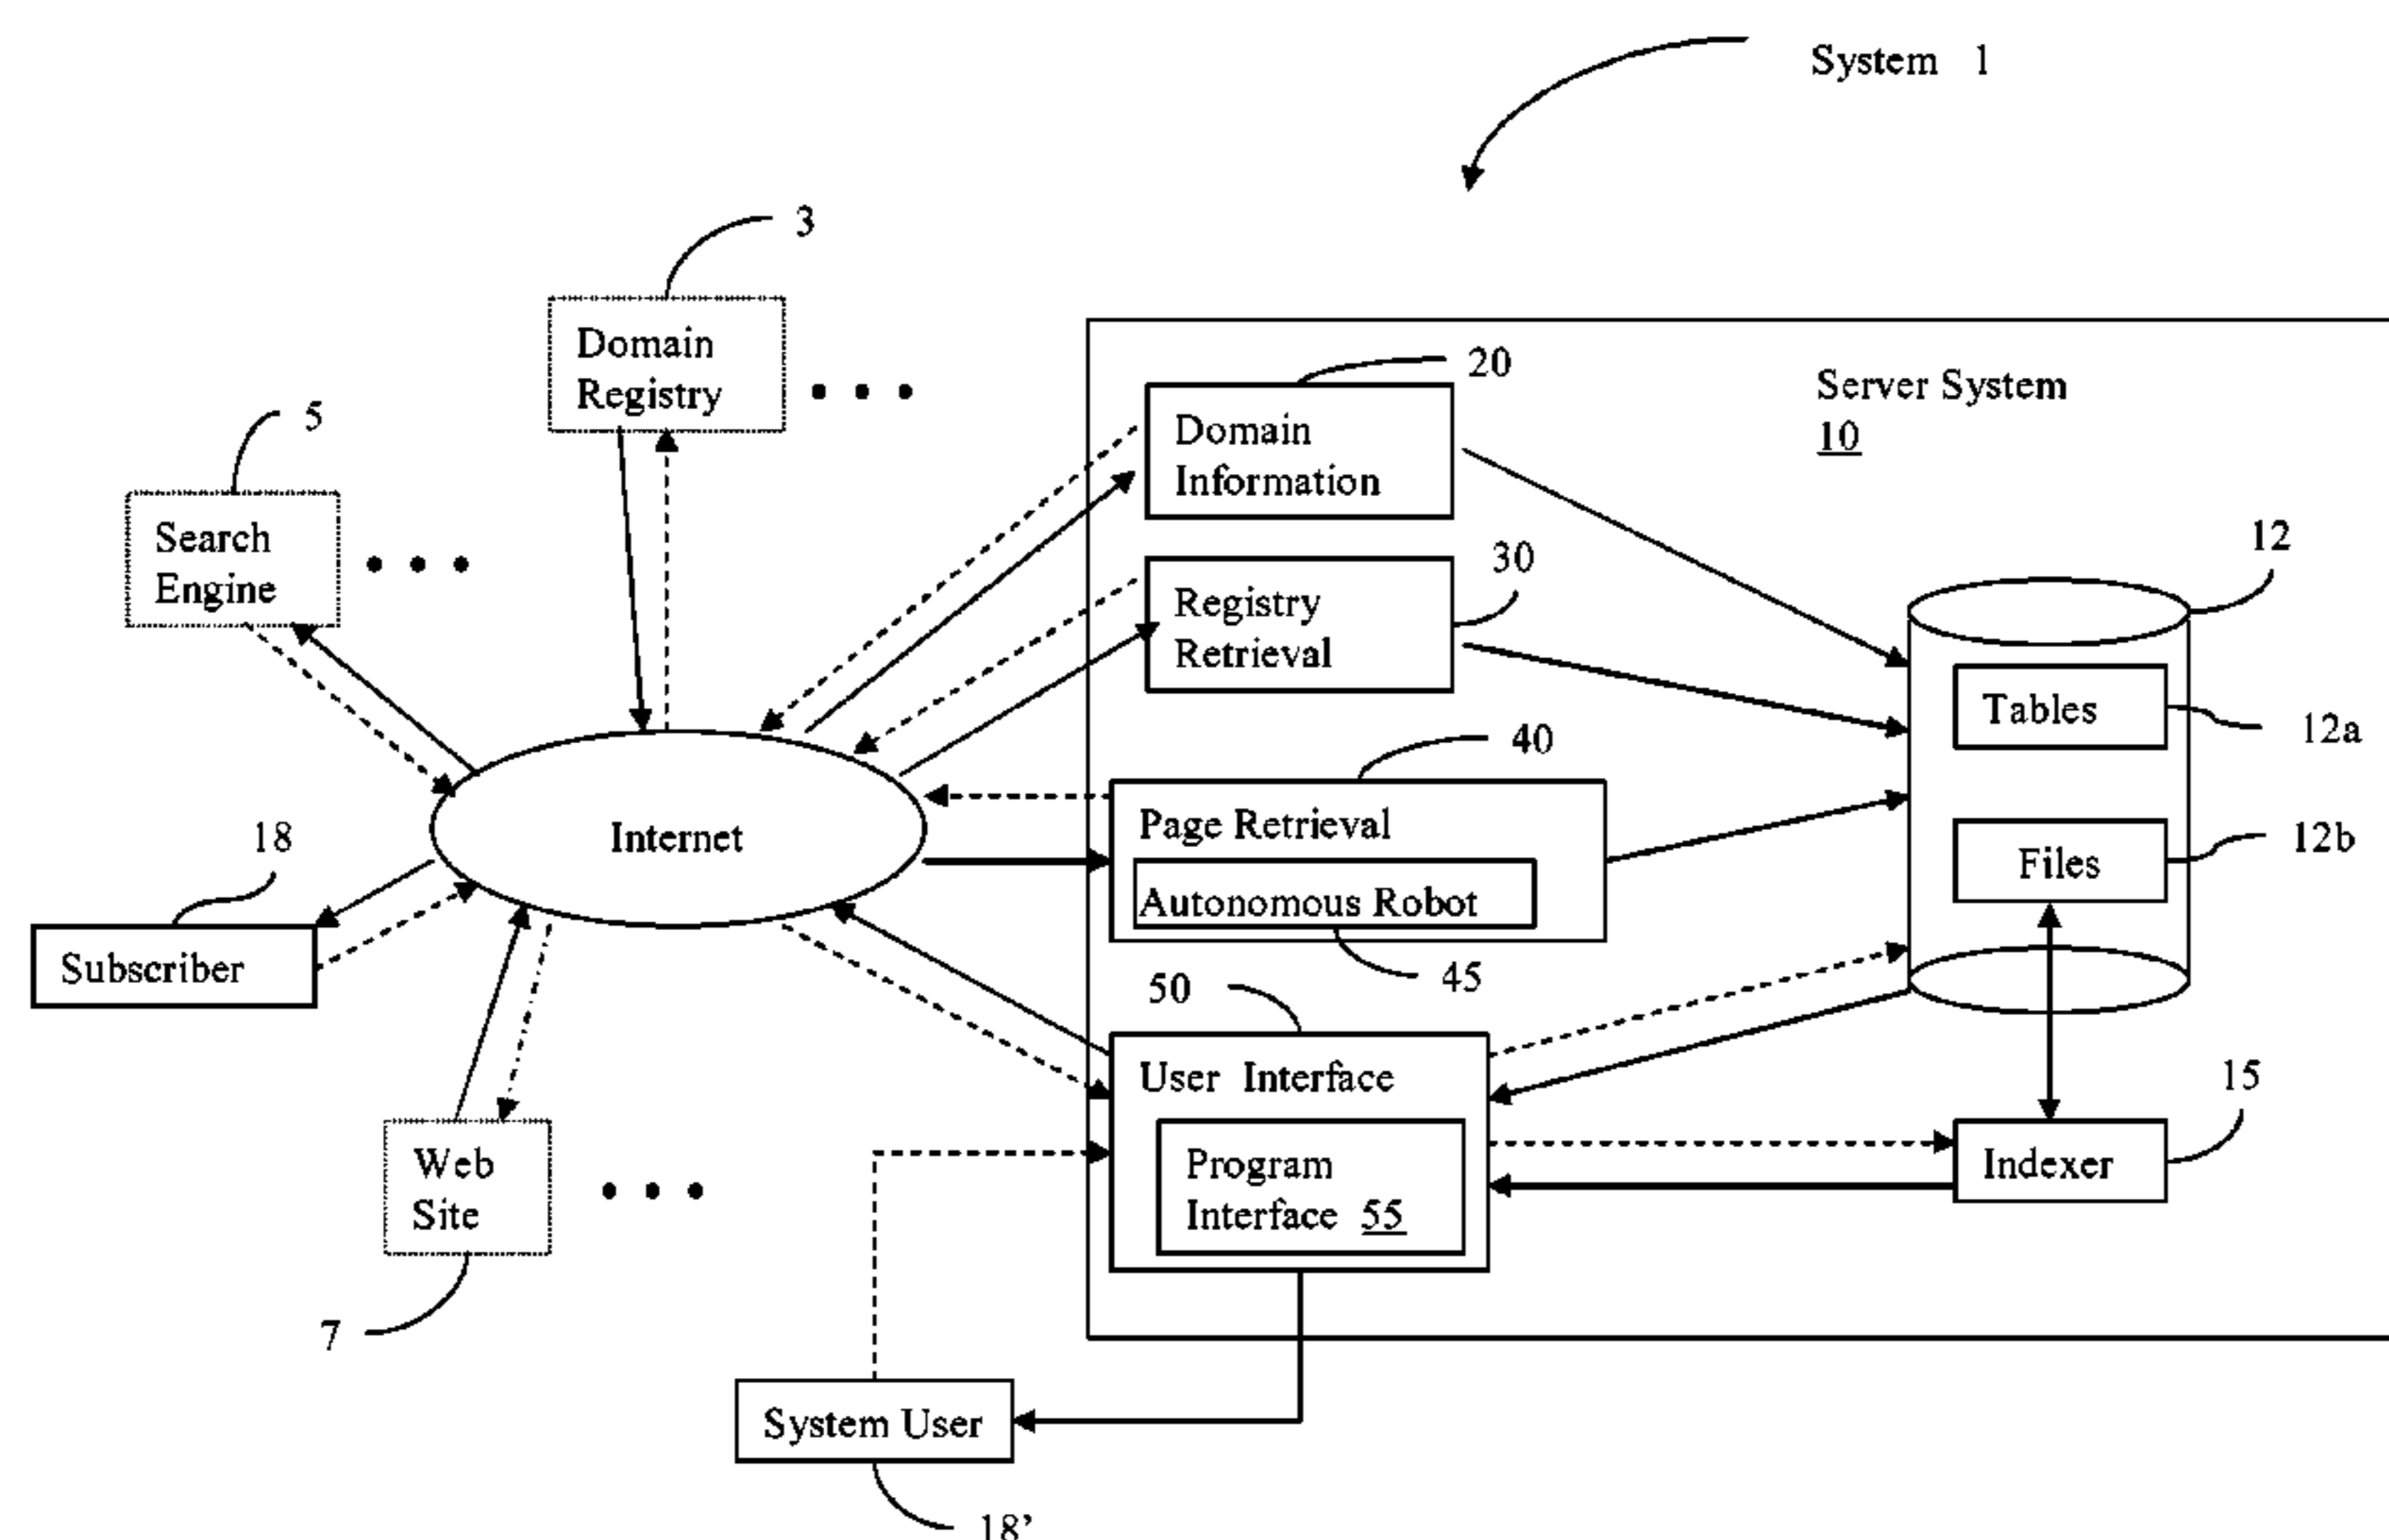 System 1
3
Domain
Registry
5
Search
Engine
20
Server System
10
Domain
Information
12
30
Registry
Retrieval
Tables
12a
40
Page Retrieval
Autonomous Robot
45
Internet
Files
12b
18
Subscriber
50
User Interface
Program
Interface 55
15
Indexer
Web
Site
7
System User
18’